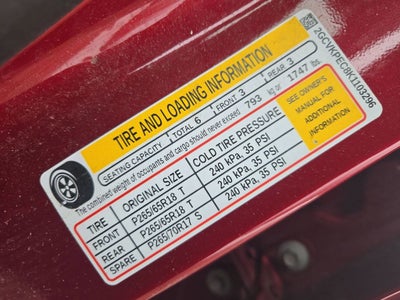 TIRE AND LOADING INFORMATION
SEATING CAPACITY TOTAL 6 FRONT 3 REAR 3
The combined weight of occupants and cargo should never exceed 793 kg or 1747 lbs.
TIRE ORIGINAL SIZE COLD TIRE PRESSURE
FRONT P265/65R18 T 240 kPa, 35 PSI
REAR P265/65R18 T 240 kPa, 35 PSI
SPARE P265/70R17 S 240 kPa, 35 PSI
SEE OWNER'S
MANUAL FOR
ADDITIONAL
INFORMATION
2GCVKPEC8K1103296